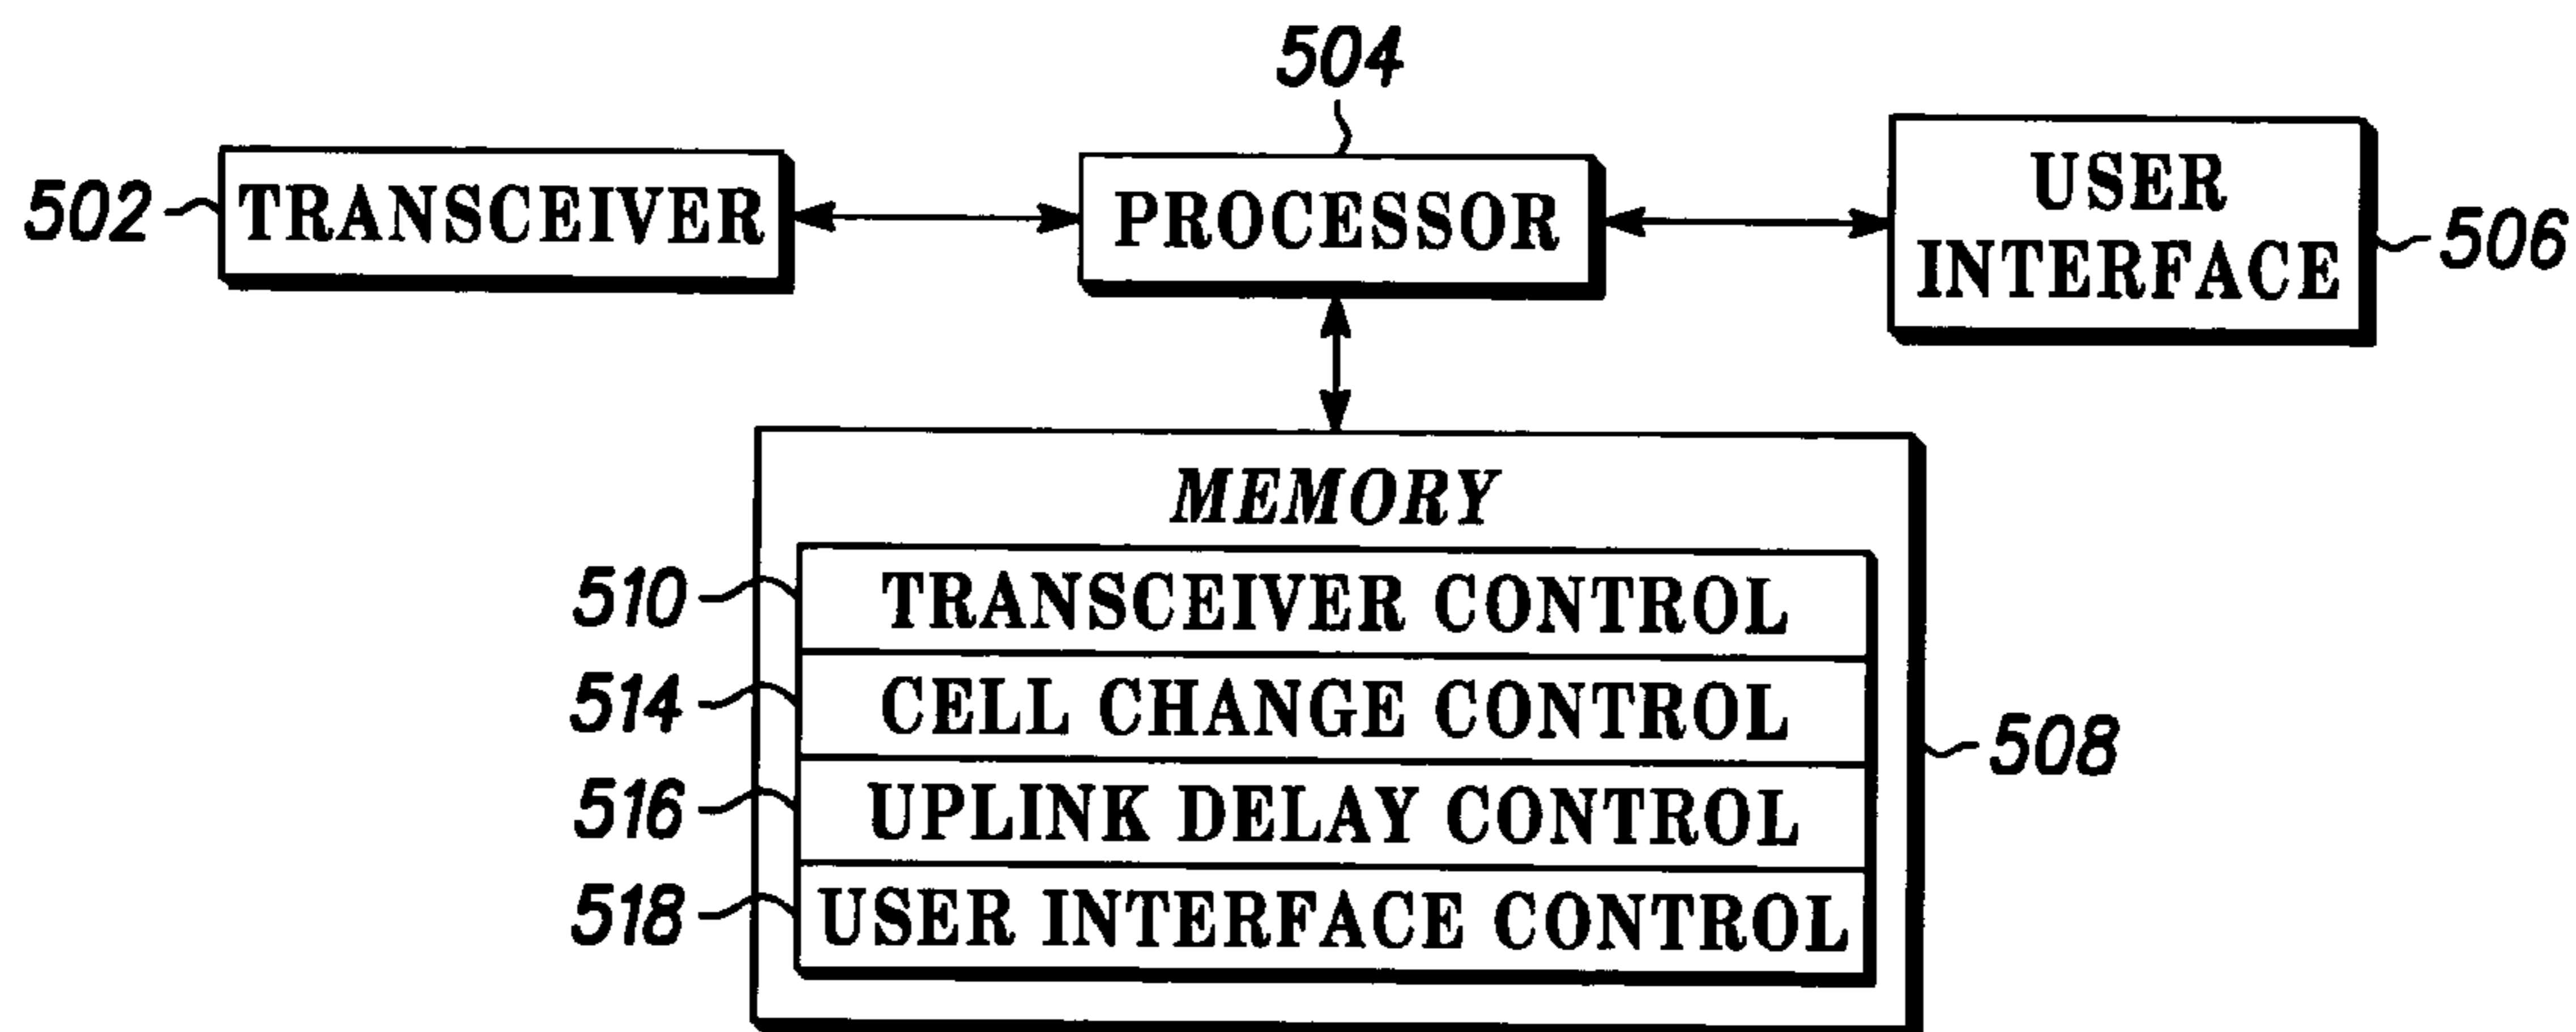 504
502 TRANSCEIVER
PROCESSOR
USER
INTERFACE
506
MEMORY
510 TRANSCEIVER CONTROL
514 CELL CHANGE CONTROL
508
516 UPLINK DELAY CONTROL
518 USER INTERFACE CONTROL